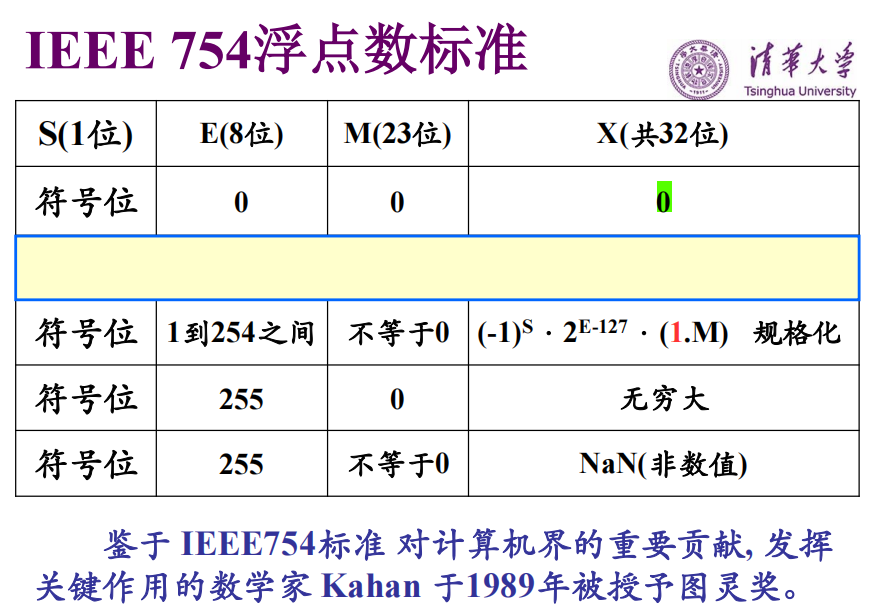 IEEE 754浮点数标准
清华大学
Tsinghua University
S(1位) E(8位) M(23位) X(共32位)
符号位 0 0 0
符号位 1到254之间 不等于0 (-1)^S · 2^E-127 · (1.M) 规格化
符号位 255 0 无穷大
符号位 255 不等于0 NaN(非数值)
鉴于 IEEE754标准 对计算机界的重要贡献, 发挥
关键作用的数学家 Kahan 于1989年被授予图灵奖。